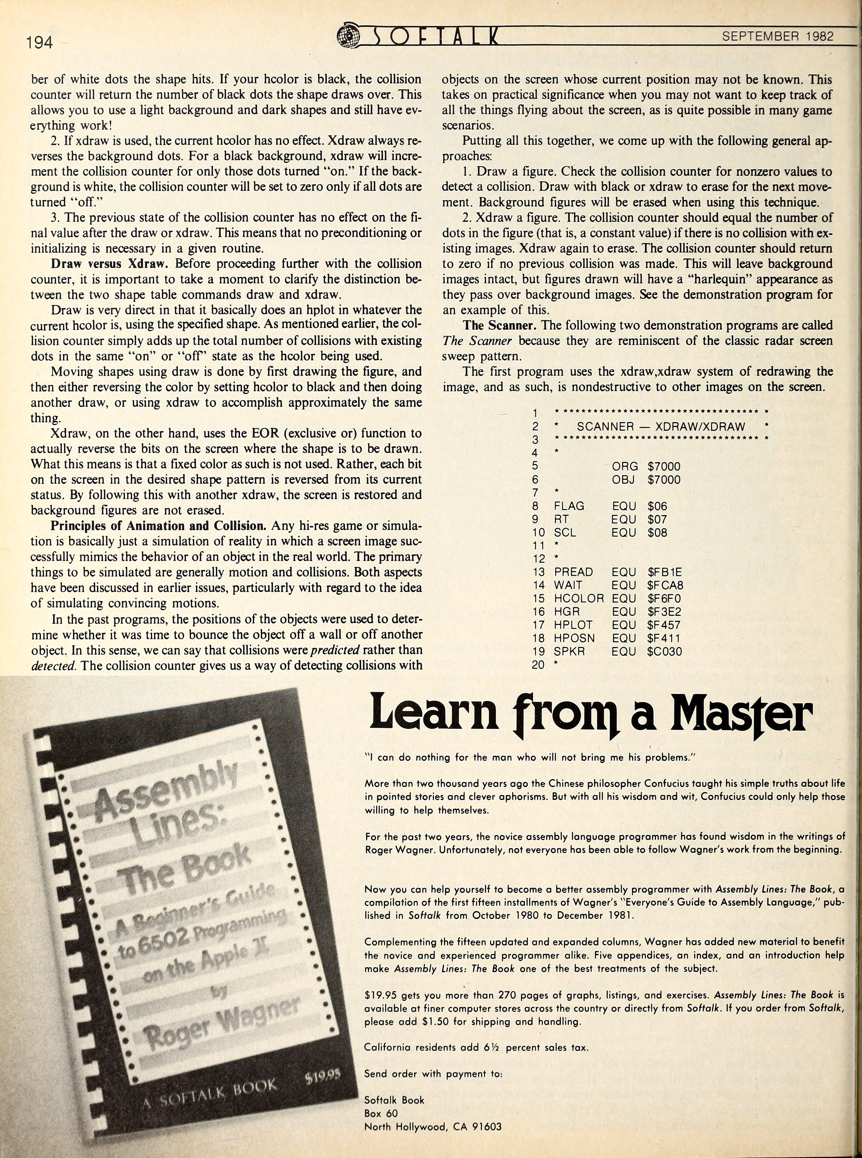 194
SOFTALK
SEPTEMBER 1982
ber of white dots the shape hits. If your hcolor is black, the collision
counter will return the number of black dots the shape draws over. This
allows you to use a light background and dark shapes and still have ev-
erything work!
2. If xdraw is used, the current hcolor has no effect. Xdraw always re-
verses the background dots. For a black background, xdraw will incre-
ment the collision counter for only those dots turned "on." If the back-
ground is white, the collision counter will be set to zero only if all dots are
turned "off."
3. The previous state of the collision counter has no effect on the fi-
nal value after the draw or xdraw. This means that no preconditioning or
initializing is necessary in a given routine.
Draw versus Xdraw. Before proceeding further with the collision
counter, it is important to take a moment to clarify the distinction be-
tween the two shape table commands draw and xdraw.
Draw is very direct in that it basically does an hplot in whatever the
current hcolor is, using the specified shape. As mentioned earlier, the col-
lision counter simply adds up the total number of collisions with existing
dots in the same "on" or "off" state as the hcolor being used.
Moving shapes using draw is done by first drawing the figure, and
then either reversing the color by setting hcolor to black and then doing
another draw, or using xdraw to accomplish approximately the same
thing.
Xdraw, on the other hand, uses the EOR (exclusive or) function to
actually reverse the bits on the screen where the shape is to be drawn.
What this means is that a fixed color as such is not used. Rather, each bit
on the screen in the desired shape pattern is reversed from its current
status. By following this with another xdraw, the screen is restored and
background figures are not erased.
Principles of Animation and Collision. Any hi-res game or simula-
tion is basically just a simulation of reality in which a screen image suc-
cessfully mimics the behavior of an object in the real world. The primary
things to be simulated are generally motion and collisions. Both aspects
have been discussed in earlier issues, particularly with regard to the idea
of simulating convincing motions.
In the past programs, the positions of the objects were used to deter-
mine whether it was time to bounce the object off a wall or off another
object. In this sense, we can say that collisions were predicted rather than
detected. The collision counter gives us a way of detecting collisions with
objects on the screen whose current position may not be known. This
takes on practical significance when you may not want to keep track of
all the things flying about the screen, as is quite possible in many game
scenarios.
Putting all this together, we come up with the following general ap-
proaches:
1. Draw a figure. Check the collision counter for nonzero values to
detect a collision. Draw with black or xdraw to erase for the next move-
ment. Background figures will be erased when using this technique.
2. Xdraw a figure. The collision counter should equal the number of
dots in the figure (that is, a constant value) if there is no collision with ex-
isting images. Xdraw again to erase. The collision counter should return
to zero if no previous collision was made. This will leave background
images intact, but figures drawn will have a "harlequin" appearance as
they pass over background images. See the demonstration program for
an example of this.
The Scanner. The following two demonstration programs are called
The Scanner because they are reminiscent of the classic radar screen
sweep pattern.
The first program uses the xdraw,xdraw system of redrawing the
image, and as such, is nondestructive to other images on the screen.
1 * ******************************** *
2 * SCANNER — XDRAW/XDRAW *
3 * ******************************** *
4 *
5 ORG $7000
6 OBJ $7000
7 *
8 FLAG EQU $06
9 RT EQU $07
10 SCL EQU $08
11 *
12 *
13 PREAD EQU $FB1E
14 WAIT EQU $FCA8
15 HCOLOR EQU $F6F0
16 HGR EQU $F3E2
17 HPLOT EQU $F457
18 HPOSN EQU $F411
19 SPKR EQU $C030
20 *
Assembly
Lines:
The Book
A Beginner's Guide
to 6502 Programming
on the Apple ][
by
Roger Wagner
A SOFTALK BOOK $19.95
Learn from a Master
"I can do nothing for the man who will not bring me his problems."
More than two thousand years ago the Chinese philosopher Confucius taught his simple truths about life
in pointed stories and clever aphorisms. But with all his wisdom and wit, Confucius could only help those
willing to help themselves.
For the past two years, the novice assembly language programmer has found wisdom in the writings of
Roger Wagner. Unfortunately, not everyone has been able to follow Wagner's work from the beginning.
Now you can help yourself to become a better assembly programmer with Assembly Lines: The Book, a
compilation of the first fifteen installments of Wagner's "Everyone's Guide to Assembly Language," pub-
lished in Softalk from October 1980 to December 1981.
Complementing the fifteen updated and expanded columns, Wagner has added new material to benefit
the novice and experienced programmer alike. Five appendices, an index, and an introduction help
make Assembly Lines: The Book one of the best treatments of the subject.
$19.95 gets you more than 270 pages of graphs, listings, and exercises. Assembly Lines: The Book is
available at finer computer stores across the country or directly from Softalk. If you order from Softalk,
please add $1.50 for shipping and handling.
California residents add 6½ percent sales tax.
Send order with payment to:
Softalk Book
Box 60
North Hollywood, CA 91603